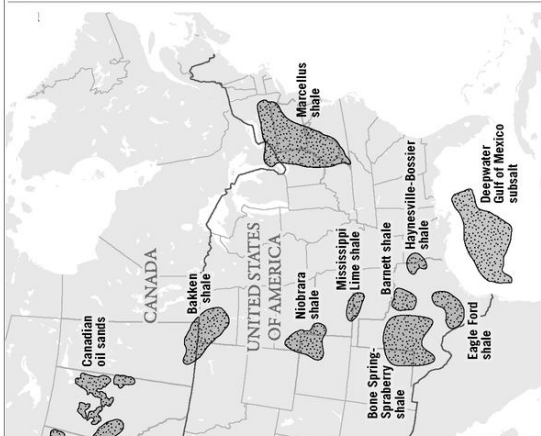 Marcellus
shale
CANADA
UNITED STATES
OF AMERICA
Bakken
shale
Canadian
oil sands
Niobrara
shale
Mississippi
Lime shale
Barnett shale
Haynesville-Bossier
shale
Deepwater
Gulf of Mexico
subsalt
Bone Spring-
Spraberry
shale
Eagle Ford
shale